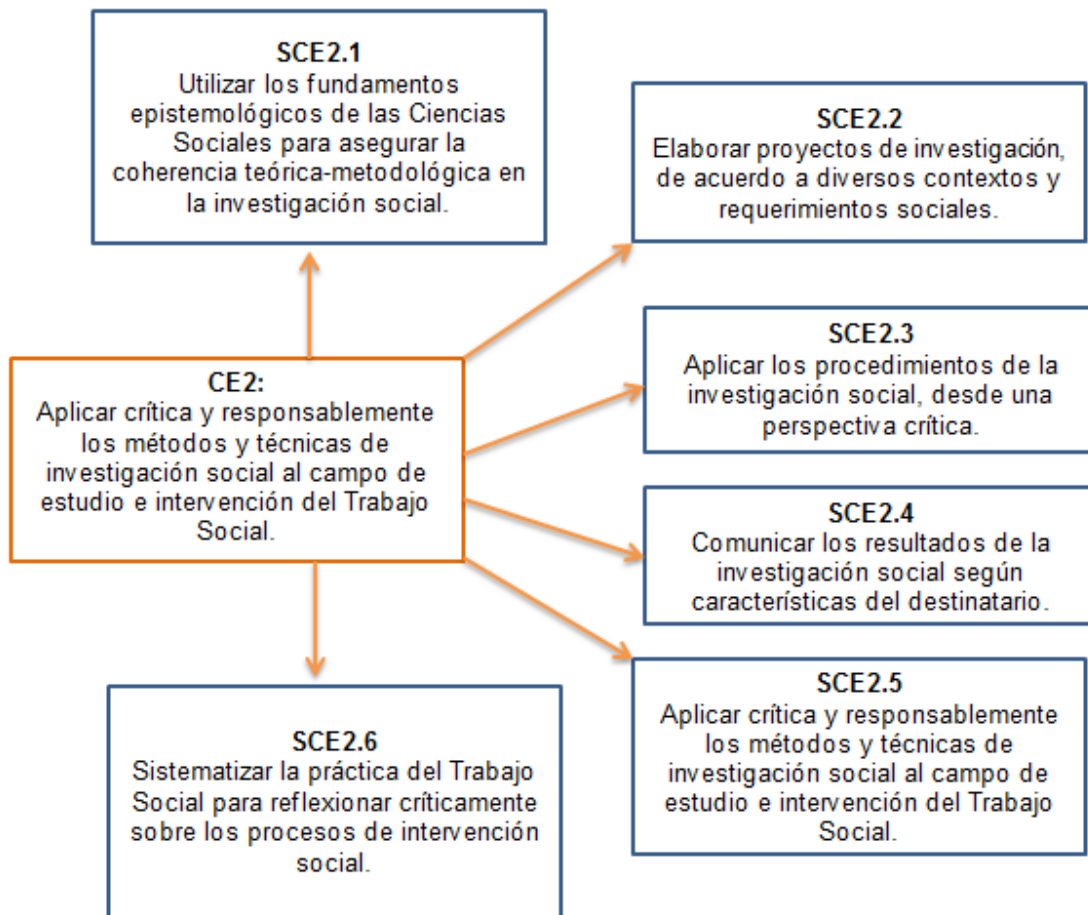 SCE2.1
Utilizar los fundamentos
epistemológicos de las Ciencias
Sociales para asegurar la
coherencia teórica-metodológica en
la investigación social.
SCE2.2
Elaborar proyectos de investigación,
de acuerdo a diversos contextos y
requerimientos sociales.
SCE2.3
Aplicar los procedimientos de la
investigación social, desde una
perspectiva crítica.
CE2:
Aplicar crítica y responsablemente
los métodos y técnicas de
investigación social al campo de
estudio e intervención del Trabajo
Social.
SCE2.4
Comunicar los resultados de la
investigación social según
características del destinatario.
SCE2.5
Aplicar crítica y responsablemente
los métodos y técnicas de
investigación social al campo de
estudio e intervención del Trabajo
Social.
SCE2.6
Sistematizar la práctica del Trabajo
Social para reflexionar críticamente
sobre los procesos de intervención
social.